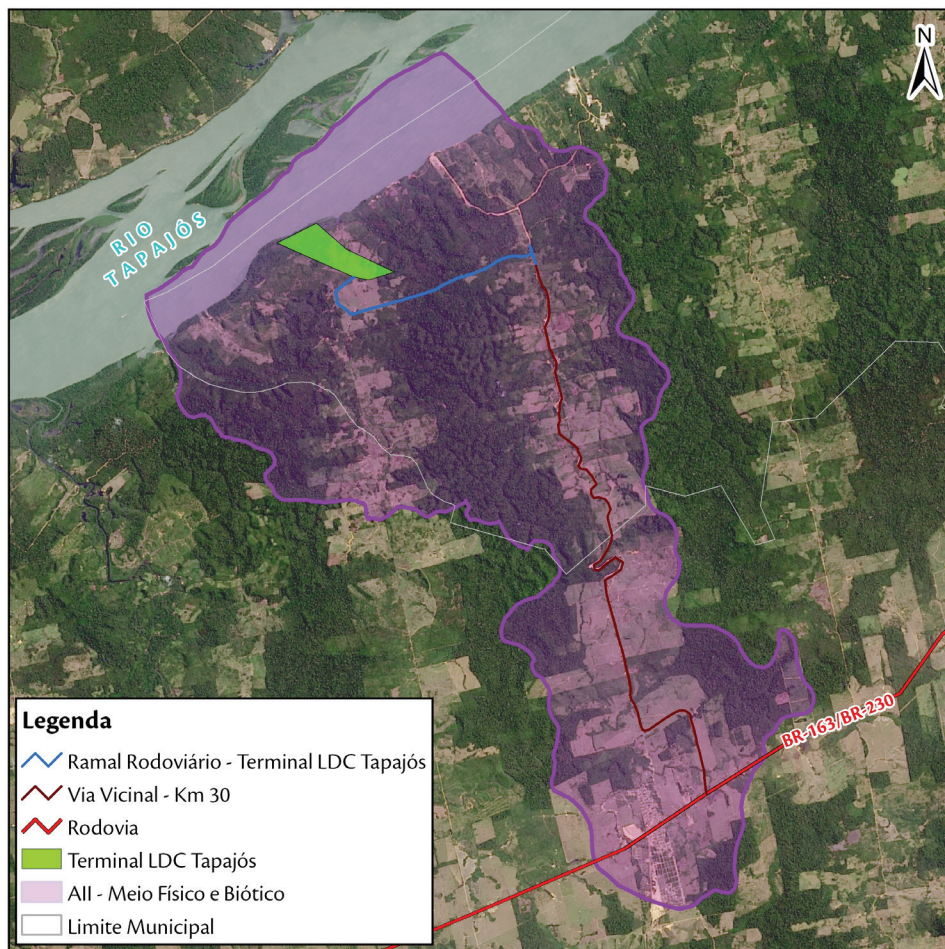 N
RIO
TAPAJÓS
BR-163/BR-230
Legenda
Ramal Rodoviário - Terminal LDC Tapajós
Via Vicinal - Km 30
Rodovia
Terminal LDC Tapajós
AII - Meio Físico e Biótico
Limite Municipal